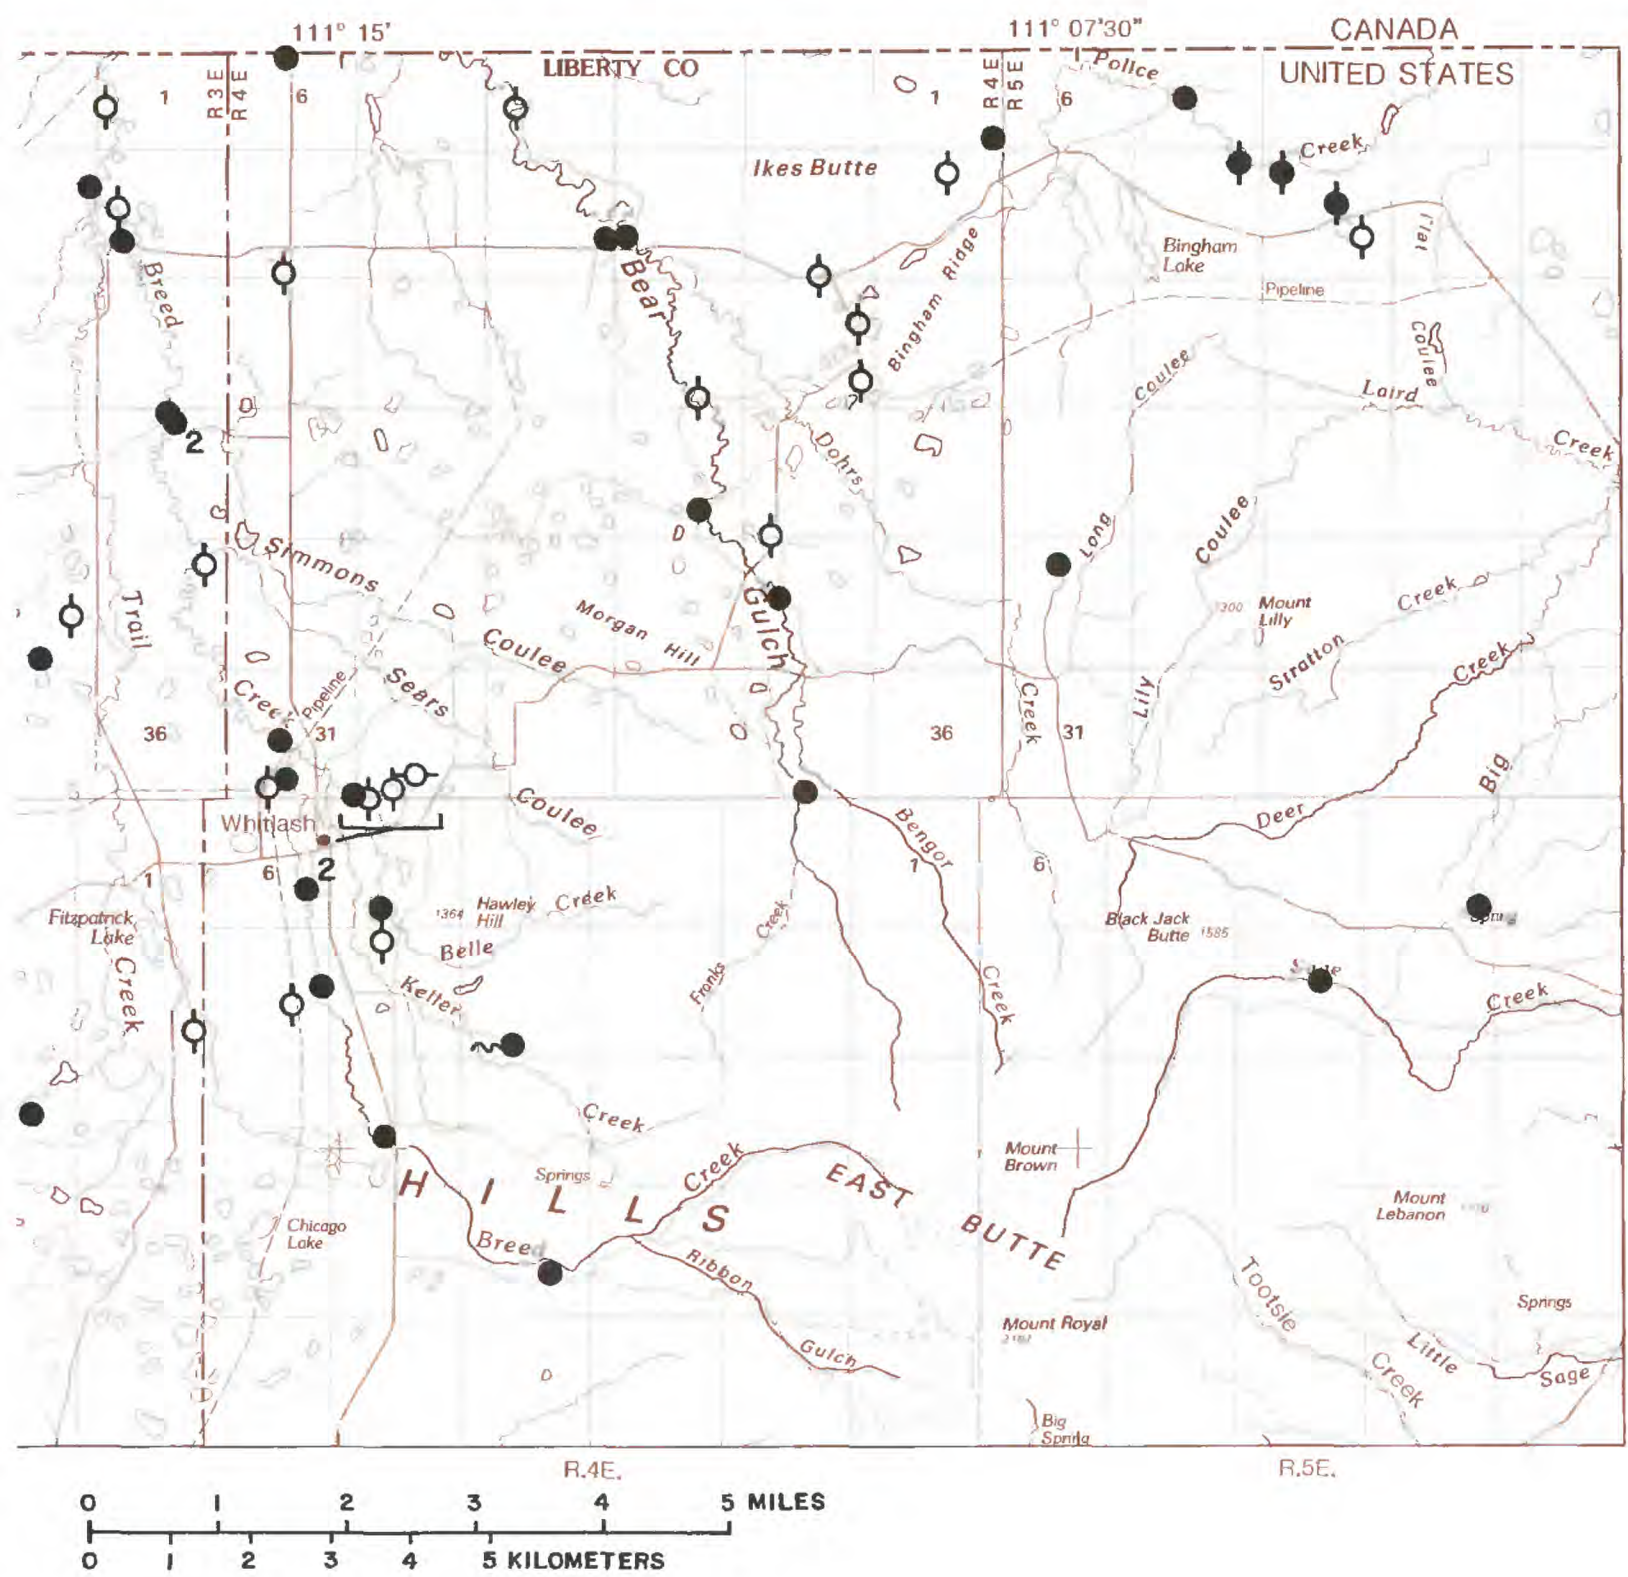 111° 15'
111° 07'30"
CANADA
LIBERTY CO
Police
UNITED STATES
1
R3E
R4E
6
1
R4E
R5E
6
Creek
Ikes Butte
Flat
Bingham
Lake
Breed
Bear
Bingham Ridge
Pipeline
Coulee
Coulee
Laird
2
Dohrs
Creek
Simmons
Long
Coulee
Trail
Gulch
Morgan
Hill
1300
Mount
Lilly
Creek
Coulee
Stratton
Creek
Sears
Pipeline
Creek
Lily
36
31
36
31
Big
Coulee
Whitlash
Bengor
Deer
1
6
2
1
6
1364
Hawley
Hill
Creek
Fitzpatrick
Lake
Belle
Creek
Black Jack
Butte 1585
Creek
Keller
Fronks
Creek
Creek
Creek
Mount
Brown
Springs
Creek
EAST
HILLS
Mount
Lebanon
Chicago
Lake
BUTTE
Breed
Ribbon
Tootsie
Springs
Mount Royal
Gulch
Little
Creek
Sage
Big
Spring
R.4E.
R.5E.
0 1 2 3 4 5 MILES
0 1 2 3 4 5 KILOMETERS